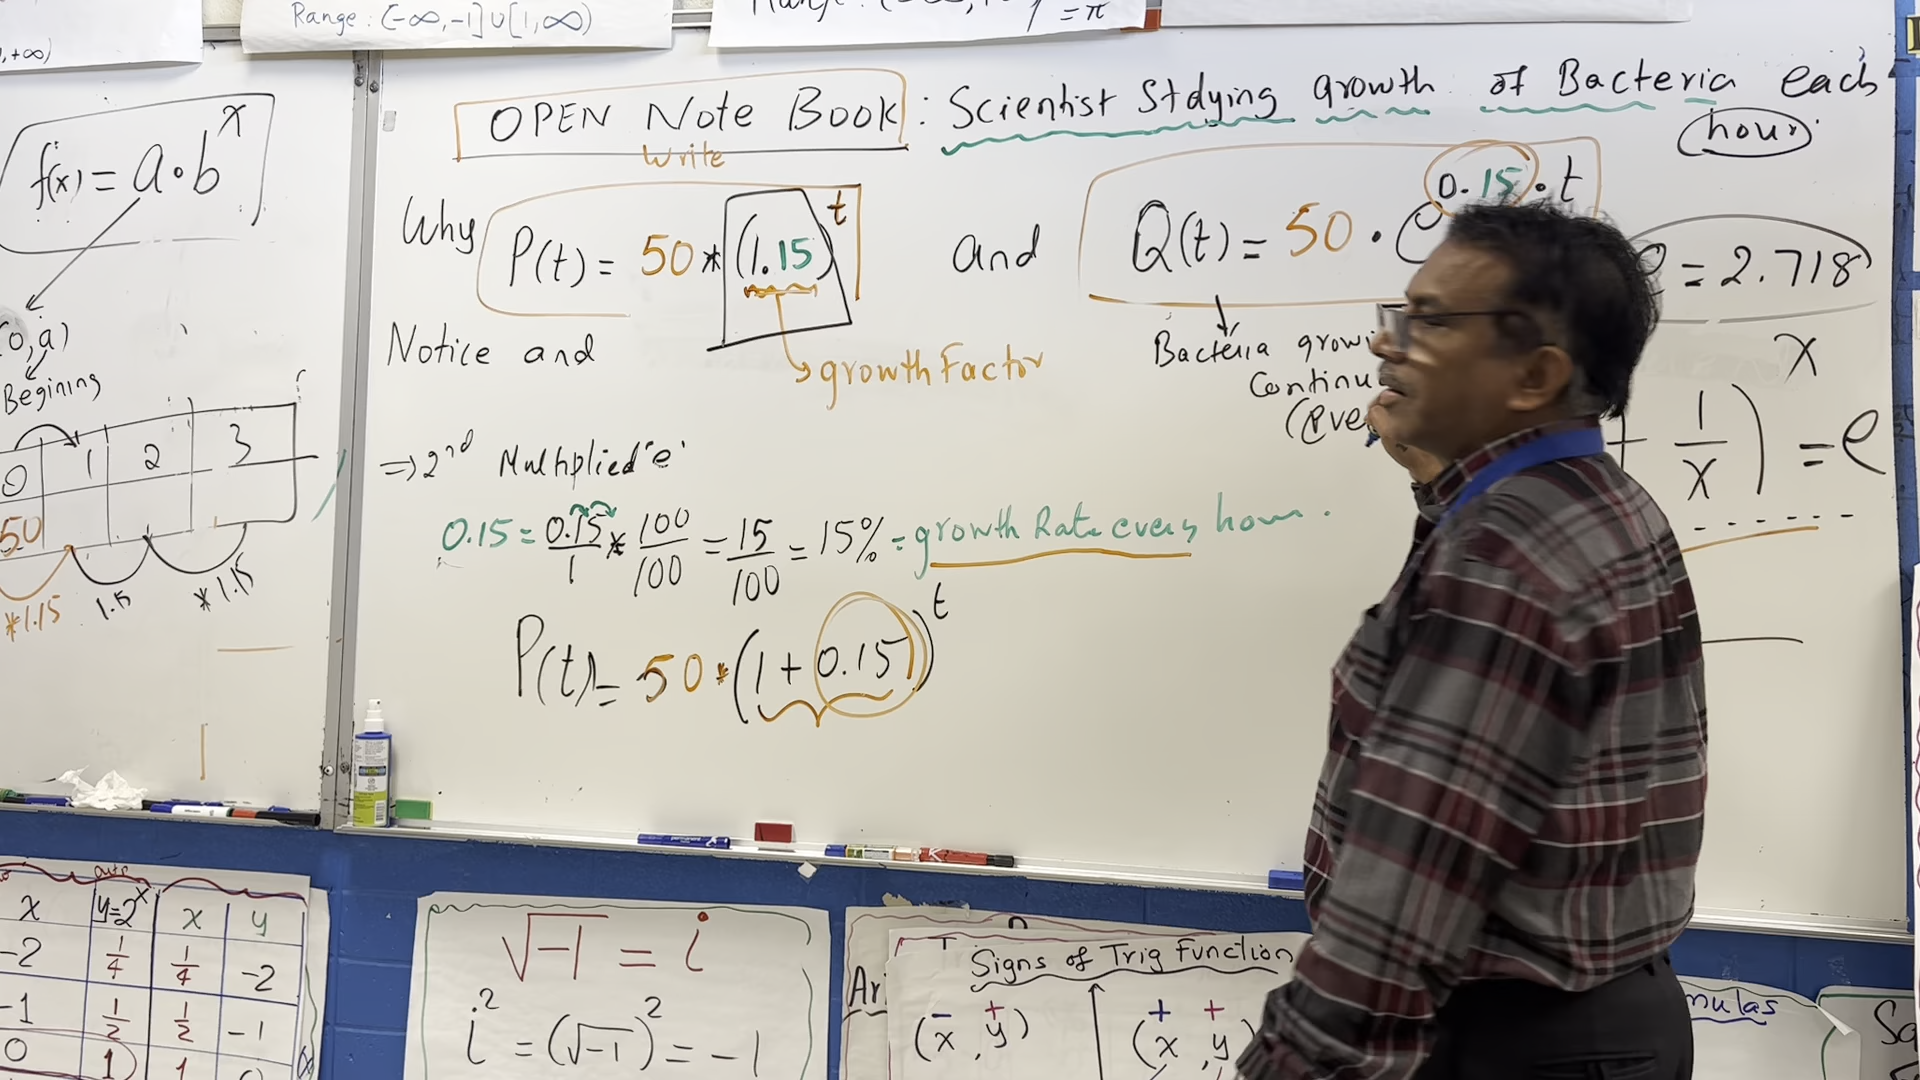 Range: (-∞,-1]∪[1,∞)
= π
,+∞)
f(x) = a•b^x
(0,a)
Begining
0 1 2 3
50
*1.15 1.5 *1.15
OPEN Note Book : Scientist Stdying growth of Bacteria each hour.
Write
Why P(t) = 50 * (1.15)^t and Q(t) = 50 • e^0.15•t
e = 2.718
Notice and
growth Factor
Bacteria
Continu
(eve
+ 1/x)^x = e
=> 2nd Multiplied 'e'
0.15 = 0.15/1 * 100/100 = 15/100 = 15% = growth Rate every hour.
P(t) = 50 * (1 + 0.15)^t
x y=2^x x y
-2 1/4 1/4 -2
-1 1/2 1/2 -1
0 1 1
√-1 = i
i² = (√-1)² = -1
Signs of Trig Function
- + + +
(x, y) (x, y)